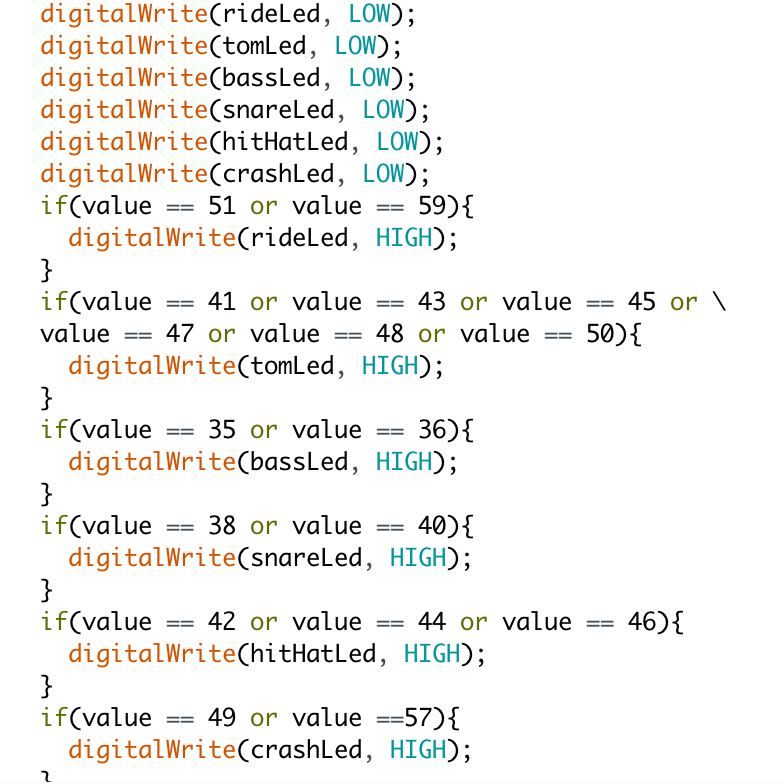 digitalWrite(rideLed, LOW);
digitalWrite(tomLed, LOW);
digitalWrite(bassLed, LOW);
digitalWrite(snareLed, LOW);
digitalWrite(hitHatLed, LOW);
digitalWrite(crashLed, LOW);
if(value == 51 or value == 59){
  digitalWrite(rideLed, HIGH);
}
if(value == 41 or value == 43 or value == 45 or \
value == 47 or value == 48 or value == 50){
  digitalWrite(tomLed, HIGH);
}
if(value == 35 or value == 36){
  digitalWrite(bassLed, HIGH);
}
if(value == 38 or value == 40){
  digitalWrite(snareLed, HIGH);
}
if(value == 42 or value == 44 or value == 46){
  digitalWrite(hitHatLed, HIGH);
}
if(value == 49 or value ==57){
  digitalWrite(crashLed, HIGH);
}